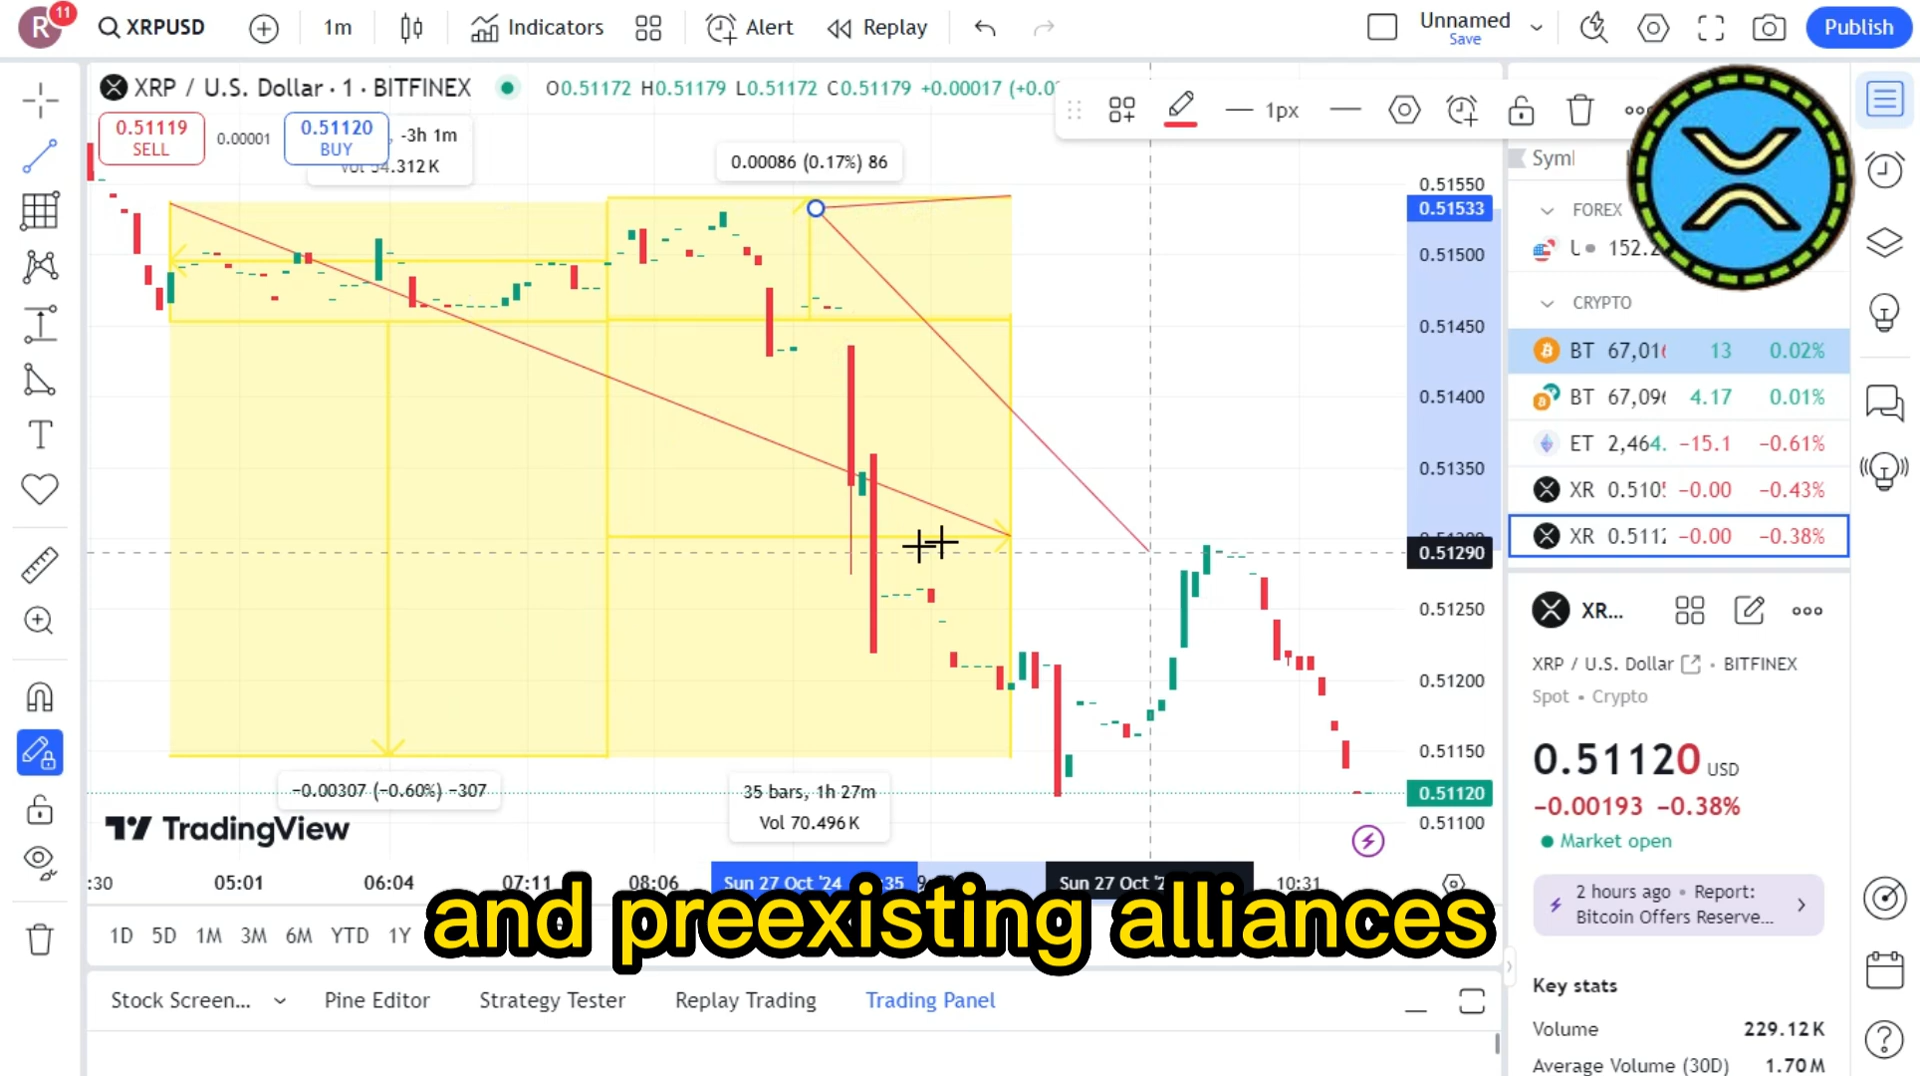 R 11 XRPUSD 1m Indicators Alert Replay Unnamed Save Publish
XRP / U.S. Dollar · 1 · BITFINEX O0.51172 H0.51179 L0.51172 C0.51179 +0.00017
1px
0.51119 SELL 0.00001 0.51120 BUY
-3h 1m
0.00086 (0.17%) 86
0.51550
0.51533
0.51500
0.51450
0.51400
0.51350
0.51290
0.51250
0.51200
0.51150
0.51120
0.51100
−0.00307 (−0.60%) −307
35 bars, 1h 27m
Vol 70.496 K
TradingView
:30 05:01 06:04 07:11 08:06 Sun 27 Oct '24 :35 Sun 27 Oct 10:31
and preexisting alliances
1D 5D 1M 3M 6M YTD 1Y
Stock Screen... Pine Editor Strategy Tester Replay Trading Trading Panel
Symł
FOREX
U 152.2
CRYPTO
BT 67,016 13 0.02%
BT 67,096 4.17 0.01%
ET 2,464. −15.1 −0.61%
XR 0.5105 −0.00 −0.43%
XR 0.5112 −0.00 −0.38%
XR...
XRP / U.S. Dollar • BITFINEX
Spot • Crypto
0.51120 USD
−0.00193 −0.38%
Market open
2 hours ago • Report:
Bitcoin Offers Reserve...
Key stats
Volume 229.12 K
Average Volume (30D) 1.70 M